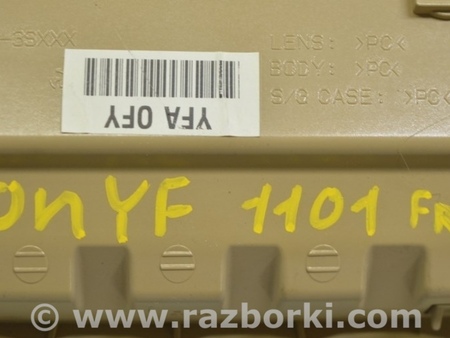 -3SXXX
LENS: >PC<
BODY: >PC<
S/G CASE: >PC<
YFA OFY
onYF 1101 FR
© www.razborki.com